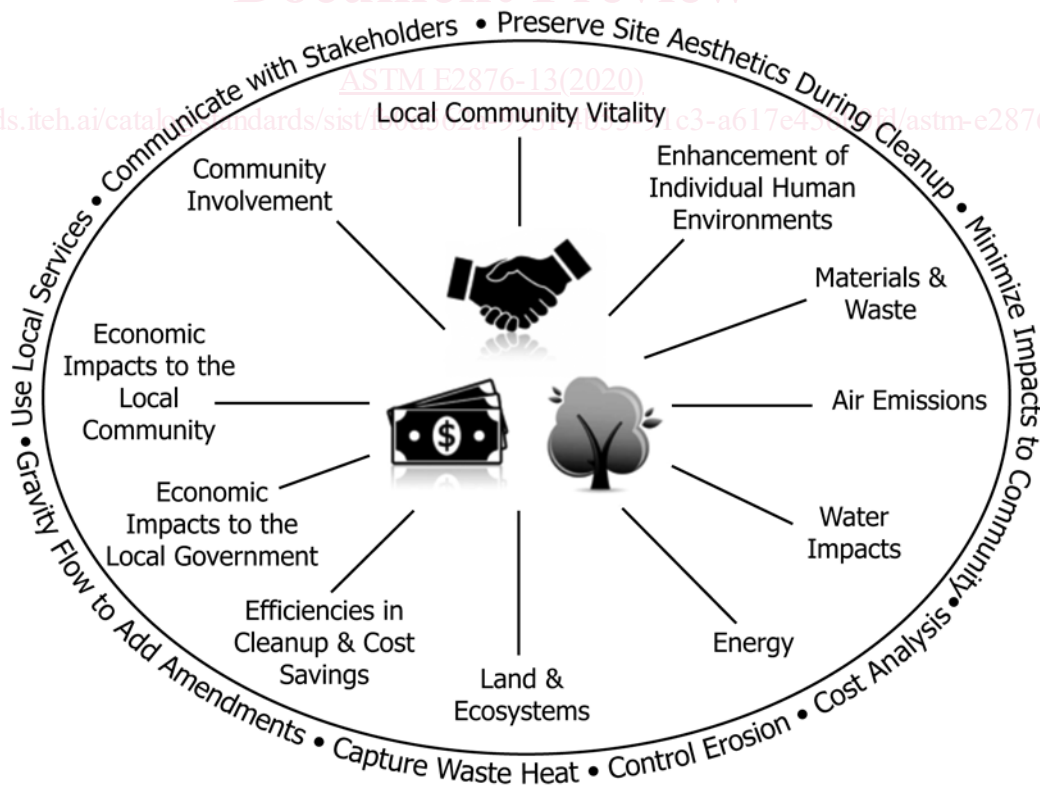 Document Preview
ASTM E2876-13(2020)
• Preserve Site Aesthetics During Cleanup • Minimize Impacts to Community
• Cost Analysis • Control Erosion • Capture Waste Heat • Gravity Flow to Add Amendments
• Use Local Services • Communicate with Stakeholders
Local Community Vitality
Community
Involvement
Enhancement of
Individual Human
Environments
Materials &
Waste
Economic
Impacts to the
Local
Community
$
Air Emissions
Economic
Impacts to the
Local Government
Water
Impacts
Efficiencies in
Cleanup & Cost
Savings
Energy
Land &
Ecosystems